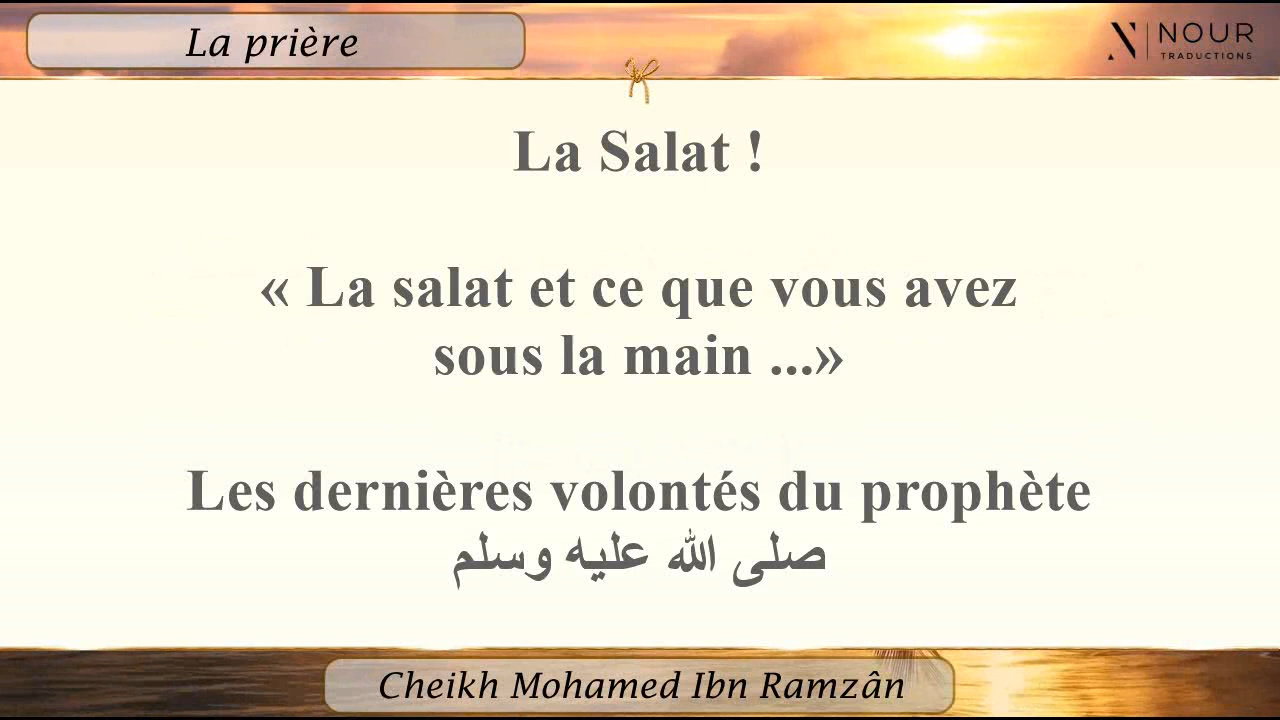 La prière
NOUR
TRADUCTIONS
La Salat !
« La salat et ce que vous avez
sous la main ...»
Les dernières volontés du prophète
صلى الله عليه وسلم
Cheikh Mohamed Ibn Ramzân